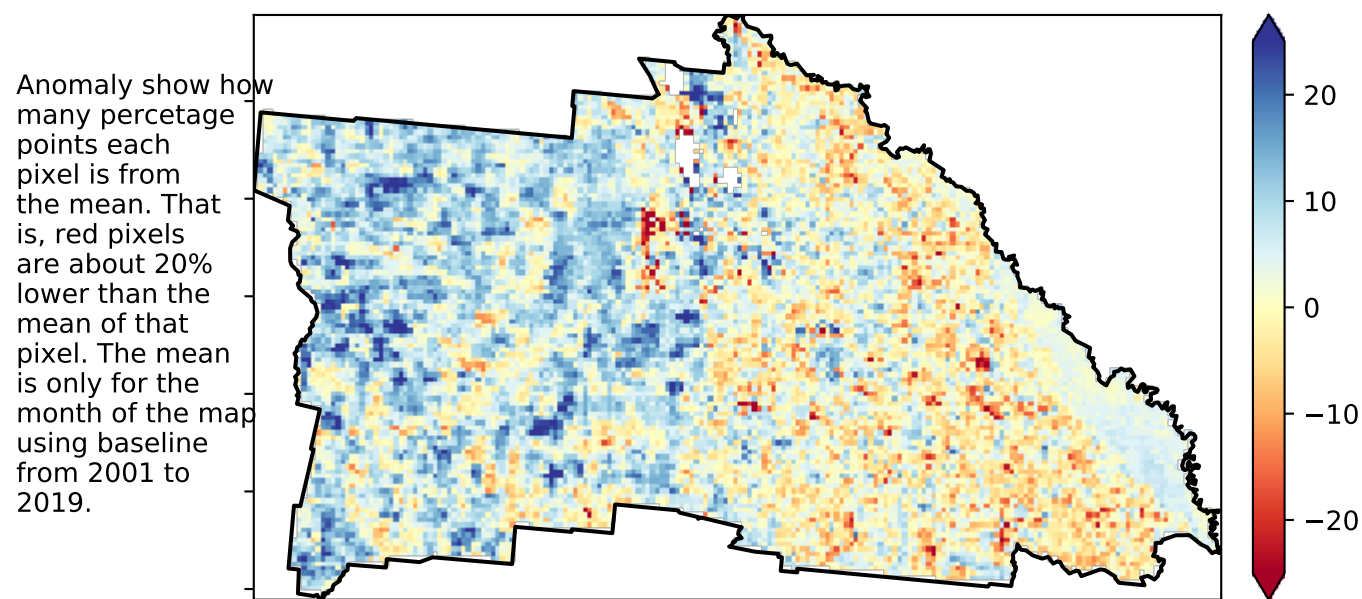 Anomaly show how
many percetage
points each
pixel is from
the mean. That
is, red pixels
are about 20%
lower than the
mean of that
pixel. The mean
is only for the
month of the map
using baseline
from 2001 to
2019.
20
10
0
−10
−20